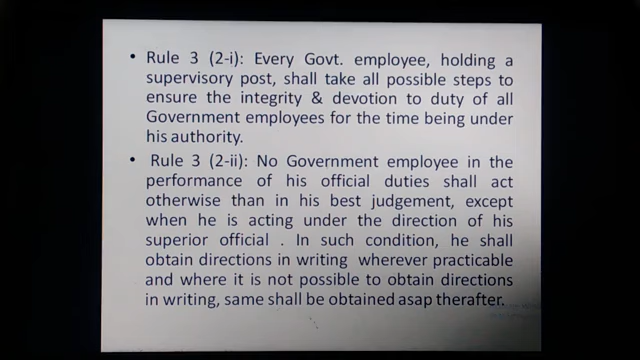 • Rule 3 (2-i): Every Govt. employee, holding a
supervisory post, shall take all possible steps to
ensure the integrity & devotion to duty of all
Government employees for the time being under
his authority.
• Rule 3 (2-ii): No Government employee in the
performance of his official duties shall act
otherwise than in his best judgement, except
when he is acting under the direction of his
superior official . In such condition, he shall
obtain directions in writing wherever practicable
and where it is not possible to obtain directions
in writing, same shall be obtained asap therafter.